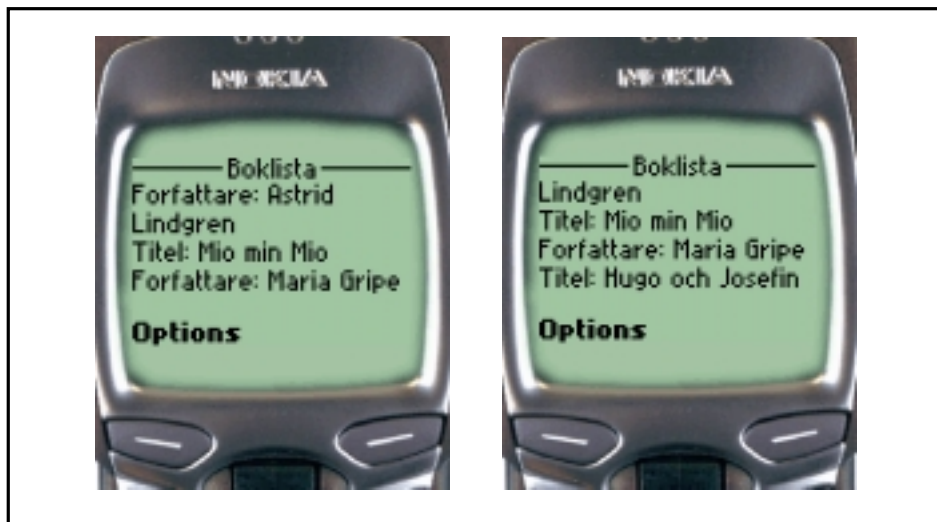 NOKIA
Boklista
Forfattare: Astrid
Lindgren
Titel: Mio min Mio
Forfattare: Maria Gripe
Options
NOKIA
Boklista
Lindgren
Titel: Mio min Mio
Forfattare: Maria Gripe
Titel: Hugo och Josefin
Options